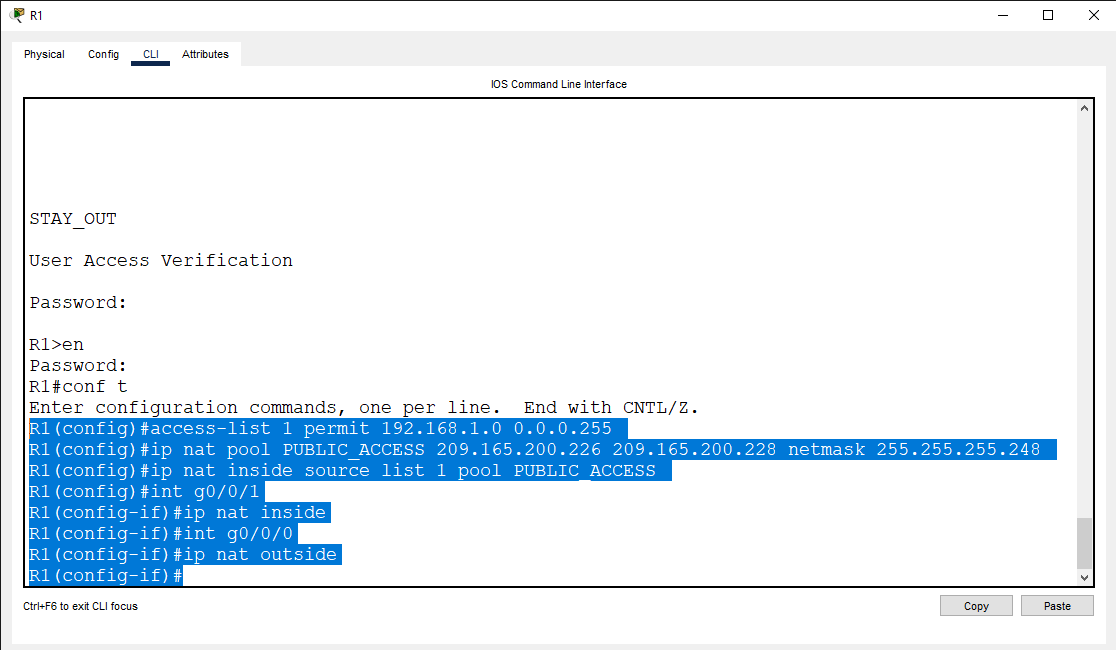 R1
Physical Config CLI Attributes
IOS Command Line Interface
STAY_OUT
User Access Verification
Password:
R1>en
Password:
R1#conf t
Enter configuration commands, one per line.  End with CNTL/Z.
R1(config)#access-list 1 permit 192.168.1.0 0.0.0.255
R1(config)#ip nat pool PUBLIC_ACCESS 209.165.200.226 209.165.200.228 netmask 255.255.255.248
R1(config)#ip nat inside source list 1 pool PUBLIC_ACCESS
R1(config)#int g0/0/1
R1(config-if)#ip nat inside
R1(config-if)#int g0/0/0
R1(config-if)#ip nat outside
R1(config-if)#
Ctrl+F6 to exit CLI focus
Copy Paste